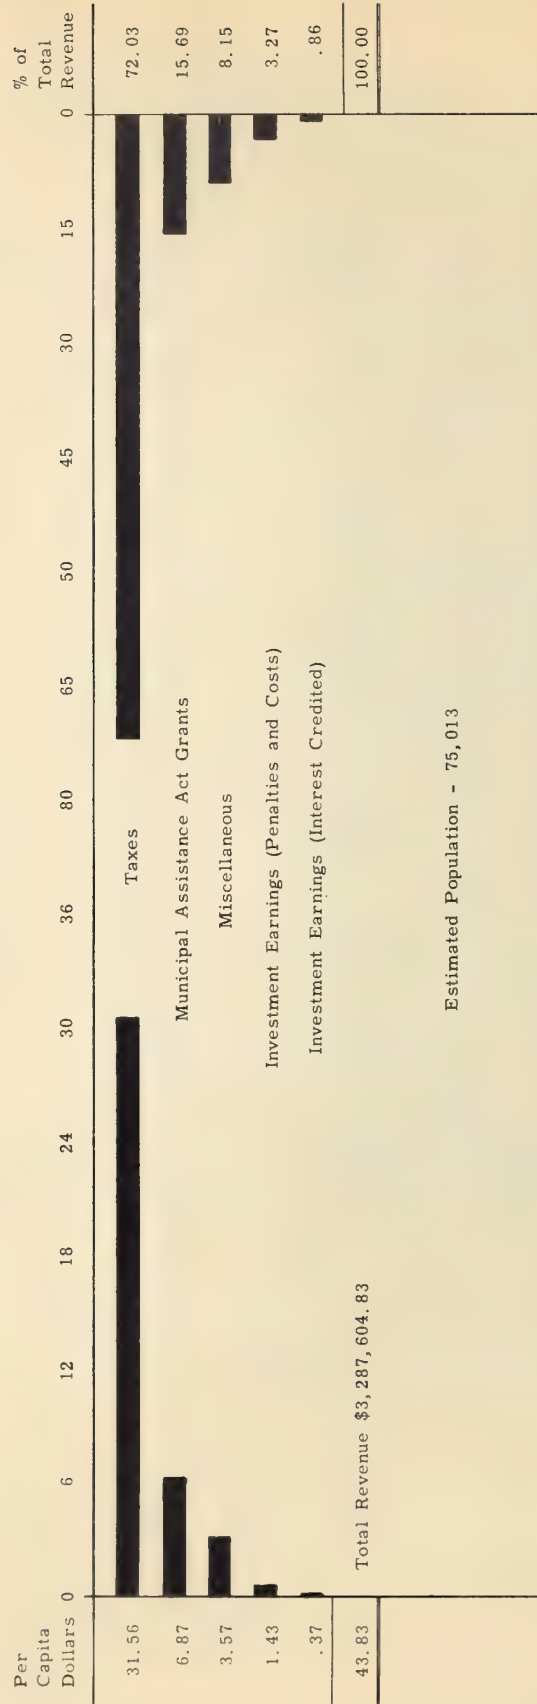 Per % of
Capita Total
Dollars 0 6 12 18 24 30 36 80 65 50 45 30 15 0 Revenue
31.56 Taxes 72.03
6.87 Municipal Assistance Act Grants 15.69
3.57 Miscellaneous 8.15
1.43 Investment Earnings (Penalties and Costs) 3.27
.37 Investment Earnings (Interest Credited) .86
43.83 Total Revenue $3,287,604.83 100.00
Estimated Population - 75,013